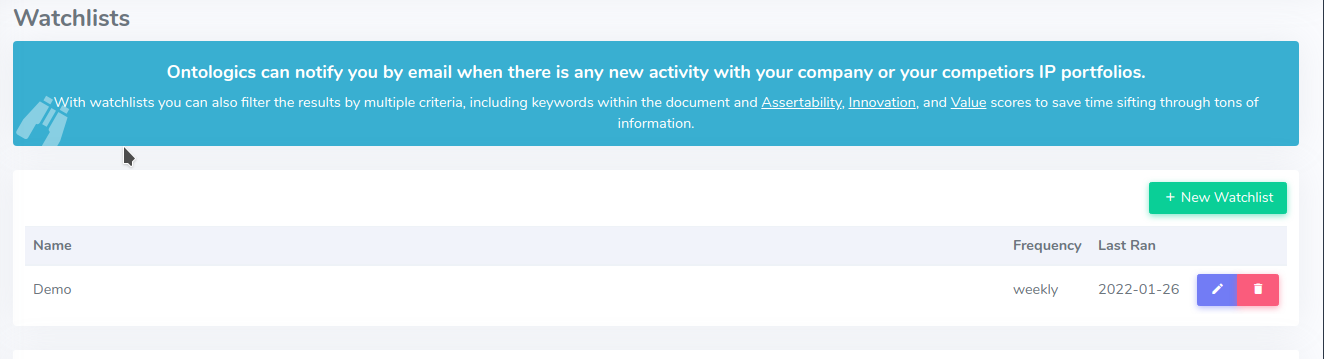 Watchlists
Ontologics can notify you by email when there is any new activity with your company or your competiors IP portfolios.
With watchlists you can also filter the results by multiple criteria, including keywords within the document and Assertability, Innovation, and Value scores to save time sifting through tons of
information.
+ New Watchlist
Name Frequency Last Ran
Demo weekly 2022-01-26